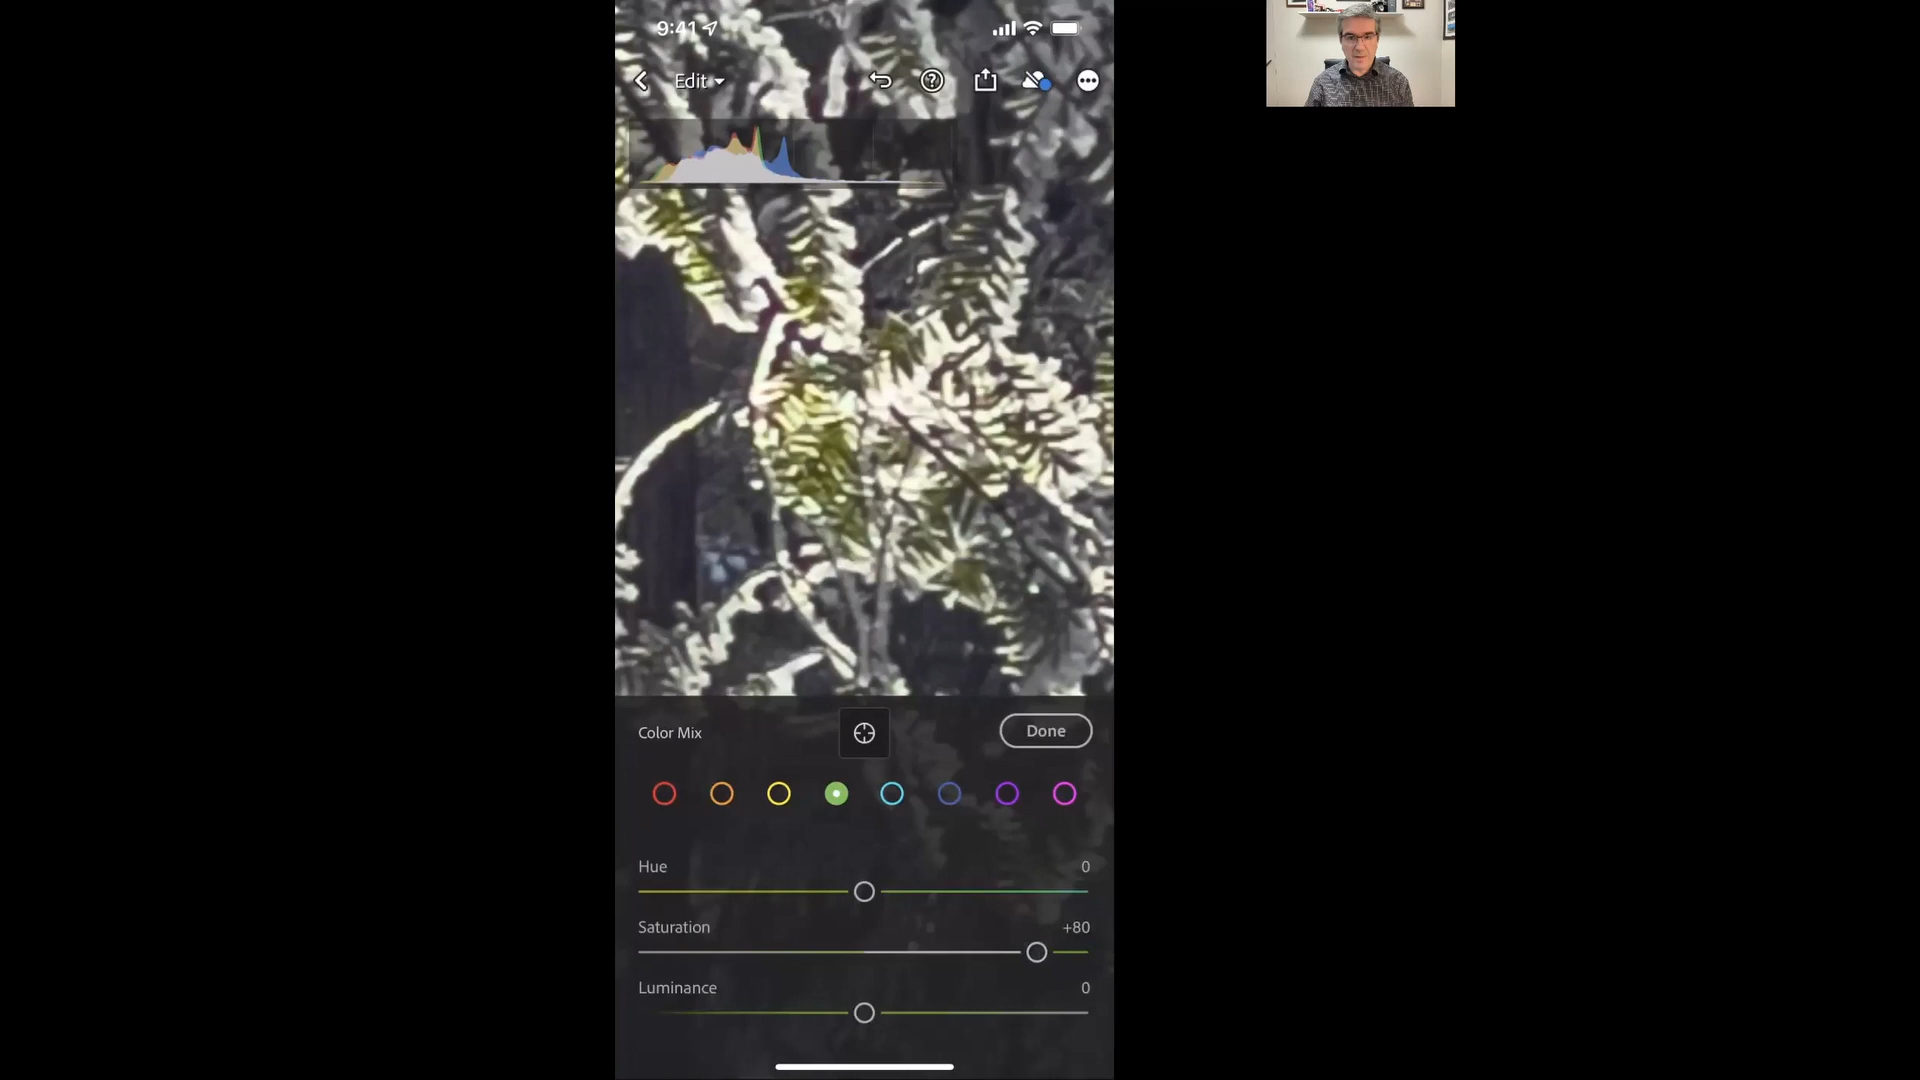 9:41
Edit
Color Mix
Done
Hue 0
Saturation +80
Luminance 0